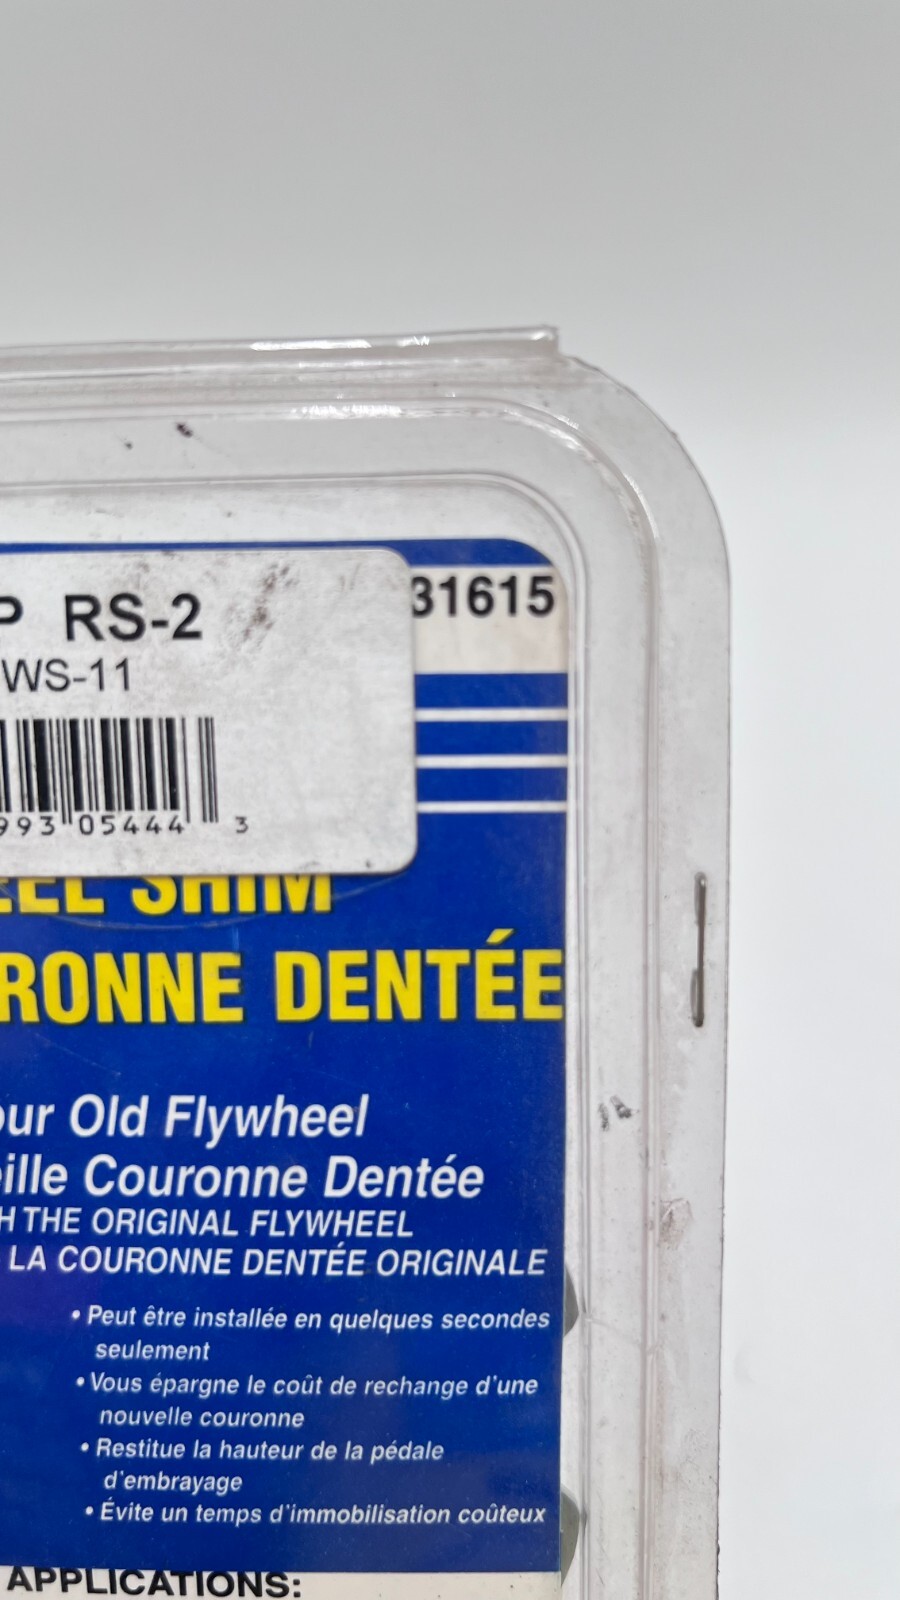 P RS-2
31615
WS-11
993 05444 3
EEL SHIM
RONNE DENTÉE
our Old Flywheel
eille Couronne Dentée
H THE ORIGINAL FLYWHEEL
LA COURONNE DENTÉE ORIGINALE
• Peut être installée en quelques secondes
seulement
• Vous épargne le coût de rechange d'une
nouvelle couronne
• Restitue la hauteur de la pédale
d'embrayage
• Évite un temps d'immobilisation coûteux
APPLICATIONS: